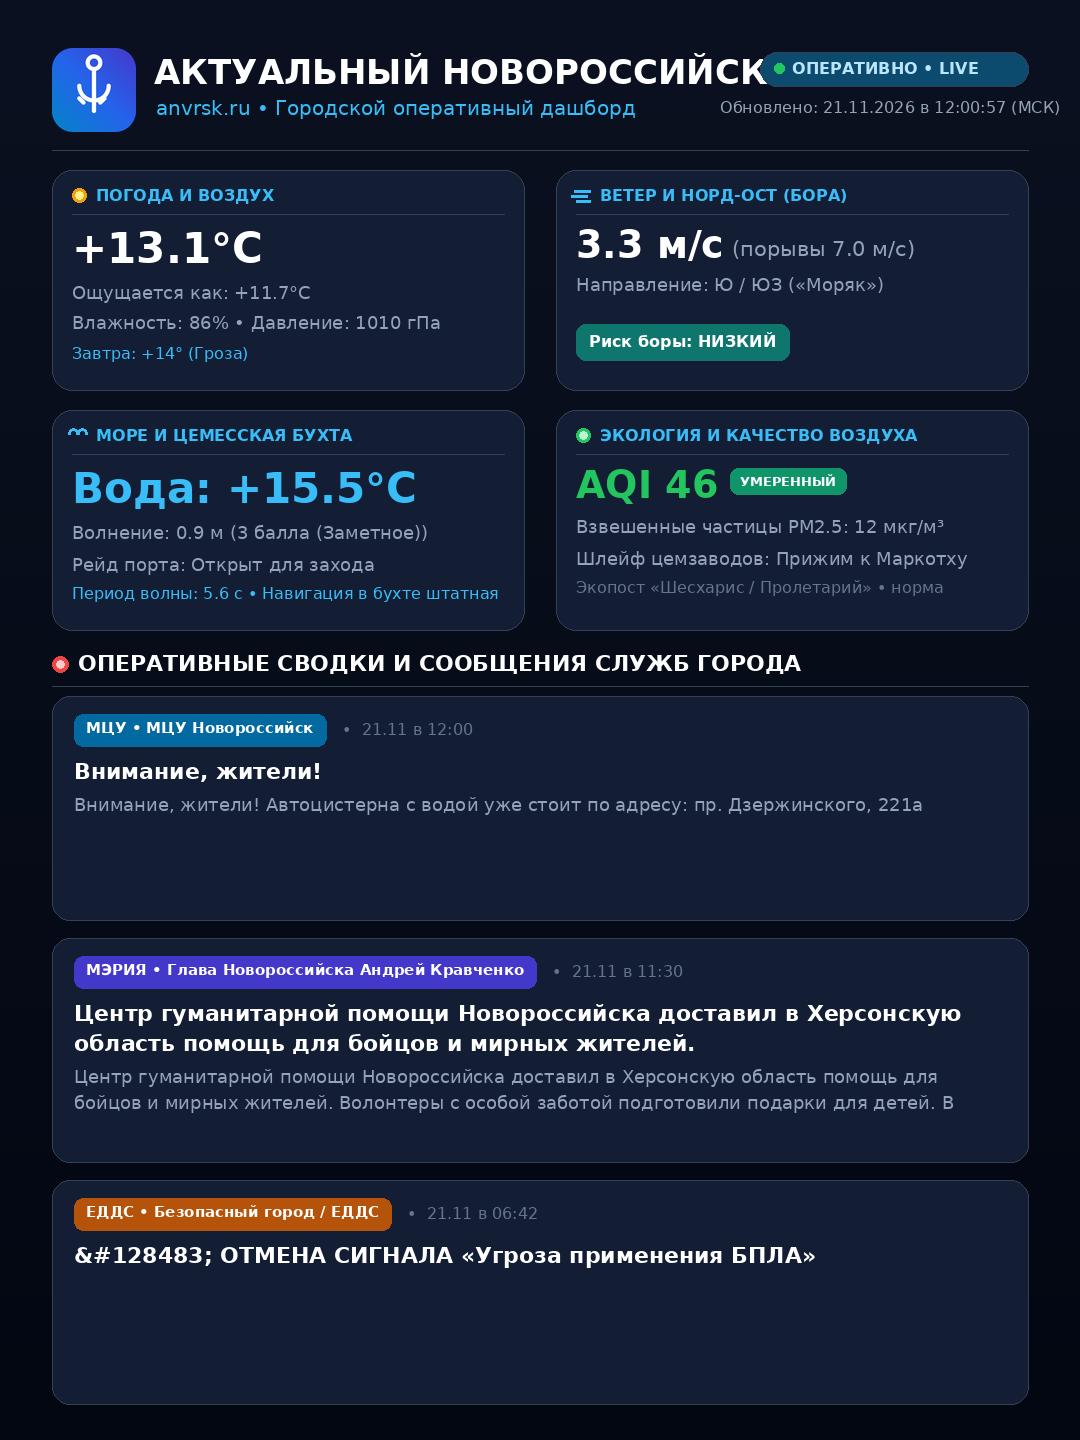 АКТУАЛЬНЫЙ НОВОРОССИЙСК
ОПЕРАТИВНО • LIVE
anvrsk.ru • Городской оперативный дашборд
Обновлено: 21.11.2026 в 12:00:57 (МСК)
ПОГОДА И ВОЗДУХ
+13.1°C
Ощущается как: +11.7°C
Влажность: 86% • Давление: 1010 гПа
Завтра: +14° (Гроза)
ВЕТЕР И НОРД-ОСТ (БОРА)
3.3 м/с (порывы 7.0 м/с)
Направление: Ю / ЮЗ («Моряк»)
Риск боры: НИЗКИЙ
МОРЕ И ЦЕМЕССКАЯ БУХТА
Вода: +15.5°C
Волнение: 0.9 м (3 балла (Заметное))
Рейд порта: Открыт для захода
Период волны: 5.6 с • Навигация в бухте штатная
ЭКОЛОГИЯ И КАЧЕСТВО ВОЗДУХА
AQI 46 УМЕРЕННЫЙ
Взвешенные частицы PM2.5: 12 мкг/м³
Шлейф цемзаводов: Прижим к Маркотху
Экопост «Шесхарис / Пролетарий» • норма
ОПЕРАТИВНЫЕ СВОДКИ И СООБЩЕНИЯ СЛУЖБ ГОРОДА
МЦУ • МЦУ Новороссийск • 21.11 в 12:00
Внимание, жители!
Внимание, жители! Автоцистерна с водой уже стоит по адресу: пр. Дзержинского, 221а
МЭРИЯ • Глава Новороссийска Андрей Кравченко • 21.11 в 11:30
Центр гуманитарной помощи Новороссийска доставил в Херсонскую
область помощь для бойцов и мирных жителей.
Центр гуманитарной помощи Новороссийска доставил в Херсонскую область помощь для
бойцов и мирных жителей. Волонтеры с особой заботой подготовили подарки для детей. В
ЕДДС • Безопасный город / ЕДДС • 21.11 в 06:42
&#128483; ОТМЕНА СИГНАЛА «Угроза применения БПЛА»